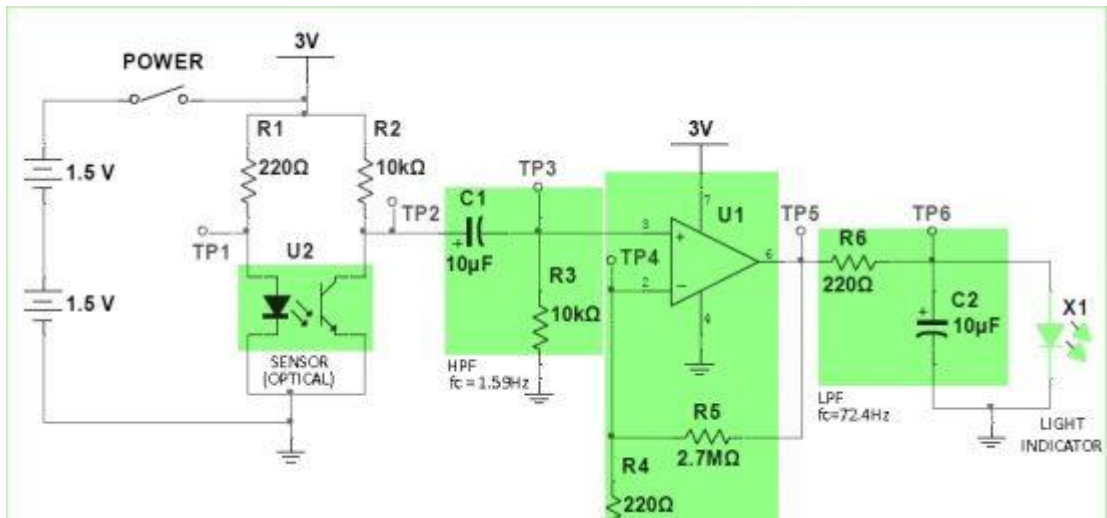 POWER
3V
1.5 V
1.5 V
R1
220Ω
R2
10kΩ
TP1
TP2
U2
SENSOR
(OPTICAL)
C1
+
10µF
TP3
R3
10kΩ
HPF
fc = 1.59Hz
3V
7
U1
3
+
TP4
2
−
6
4
TP5
R5
2.7MΩ
R4
220Ω
R6
220Ω
TP6
+
C2
10µF
LPF
fc=72.4Hz
X1
LIGHT
INDICATOR